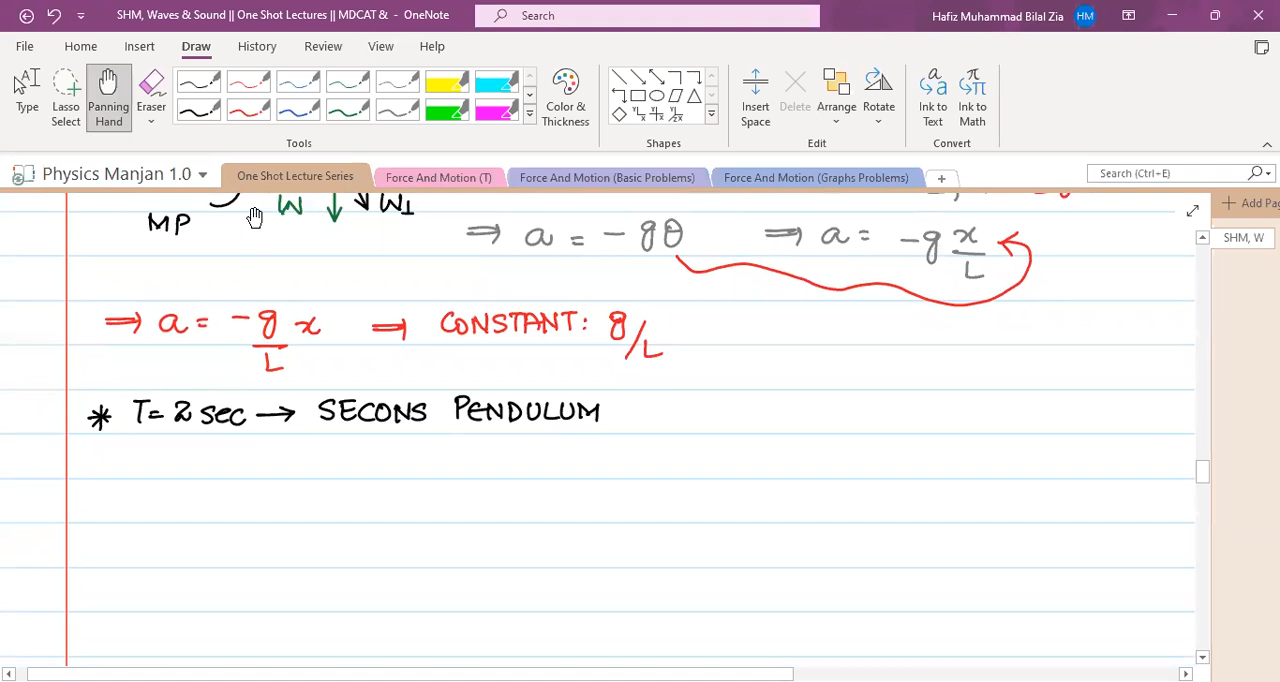 SHM, Waves & Sound || One Shot Lectures || MDCAT & - OneNote
Search
Hafiz Muhammad Bilal Zia HM
File Home Insert Draw History Review View Help
Type Lasso Select Panning Hand Eraser Color & Thickness Insert Space Delete Arrange Rotate Ink to Text Ink to Math
Tools Shapes Edit Convert
Physics Manjan 1.0 One Shot Lecture Series Force And Motion (T) Force And Motion (Basic Problems) Force And Motion (Graphs Problems) Search (Ctrl+E)
Add Pag
SHM, W
MP W W⊥
⇒ a = - gθ ⇒ a = -g x/L
⇒ a = -g/L x ⇒ CONSTANT: g/L
* T = 2 sec → SECONS PENDULUM